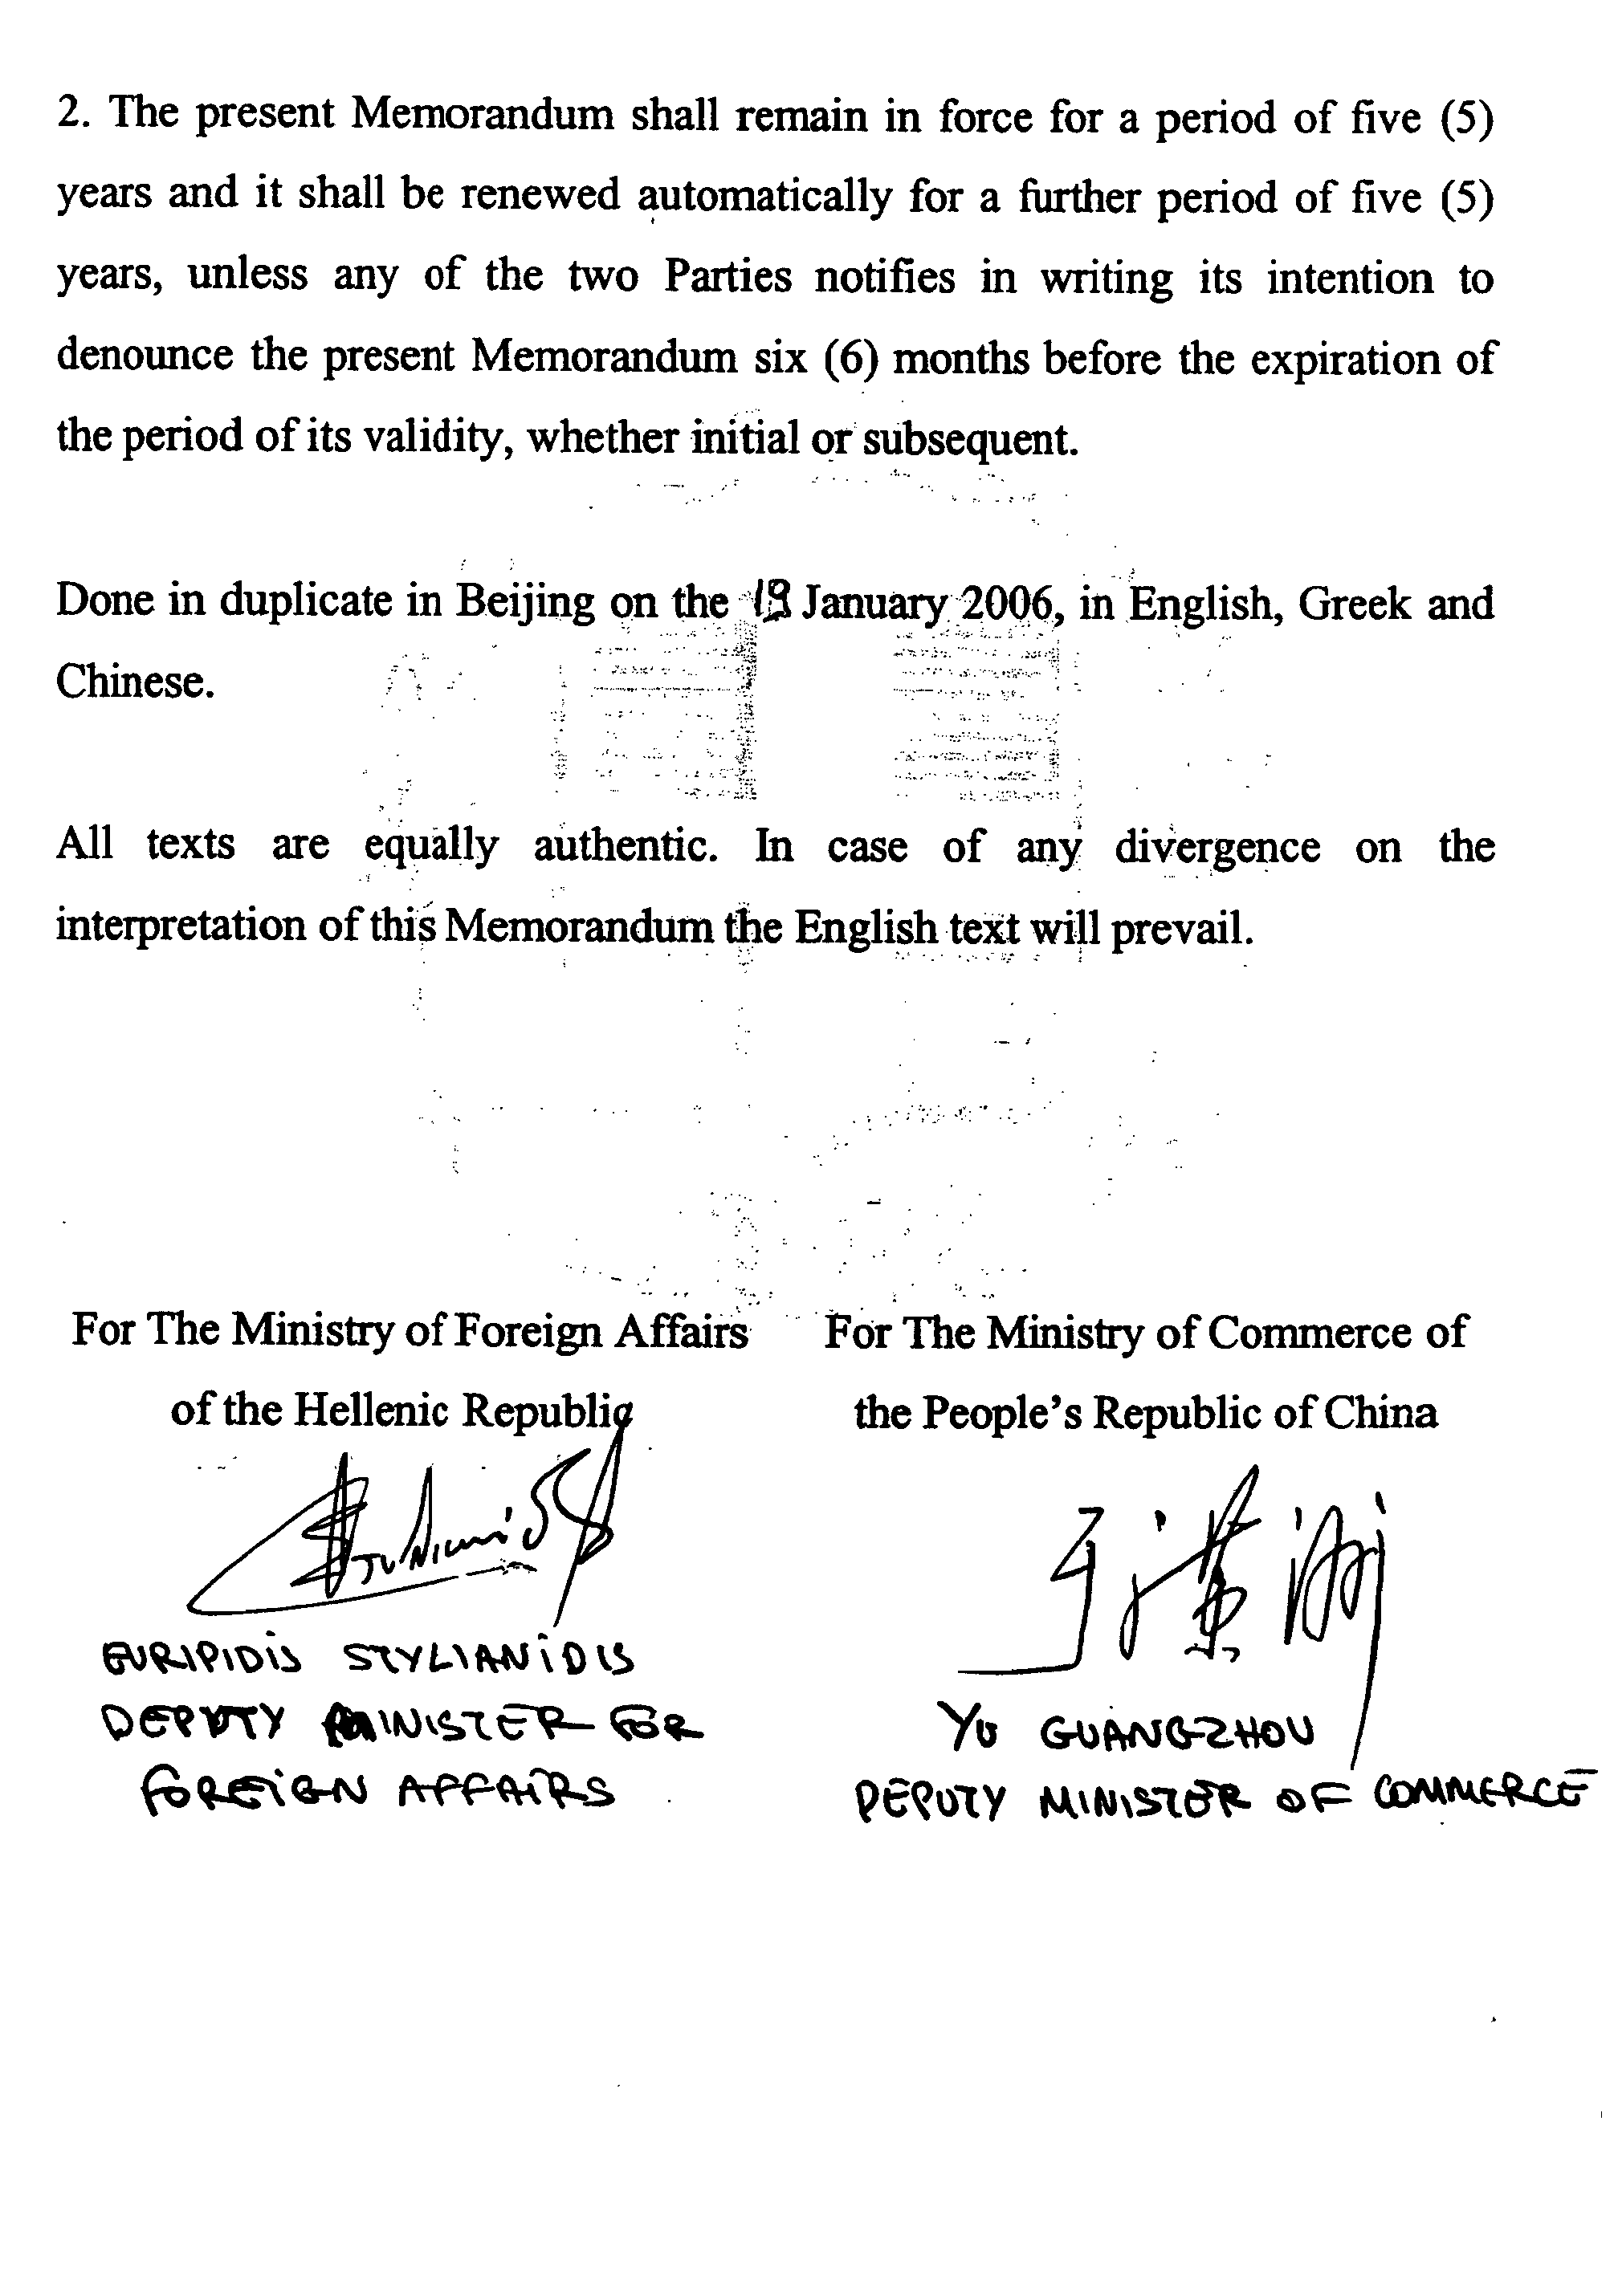 2. The present Memorandum shall remain in force for a period of five (5)
years and it shall be renewed automatically for a further period of five (5)
years, unless any of the two Parties notifies in writing its intention to
denounce the present Memorandum six (6) months before the expiration of
the period of its validity, whether initial or subsequent.
Done in duplicate in Beijing on the January 2006, in English, Greek and
Chinese.
All texts are equally authentic. In case of any divergence on the
interpretation of this Memorandum the English text will prevail.
For The Ministry of Foreign Affairs
of the Hellenic Republic
EURIPIDIS STYLIANIDIS
DEPUTY MINISTER FOR
FOREIGN AFFAIRS
For The Ministry of Commerce of
the People's Republic of China
YU GUANGZHOU
DEPUTY MINISTER OF COMMERCE